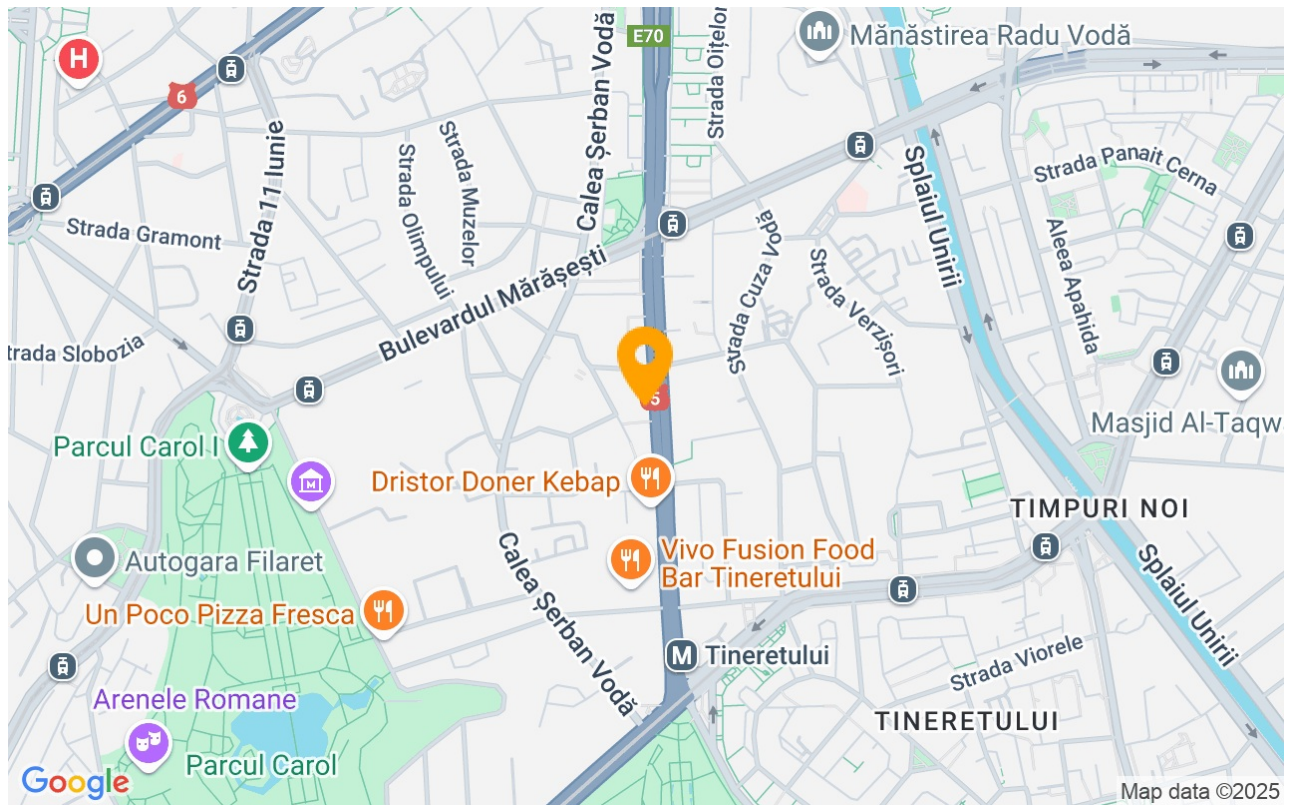 E70
Calea Șerban Vodă
Strada Oițelor
Mănăstirea Radu Vodă
H
6
Strada 11 Iunie
Strada Olimpului
Strada Muzelor
Strada Gramont
Bulevardul Mărășești
Splaiul Unirii
Strada Panait Cerna
Aleea Apahida
Strada Cuza Vodă
Strada Verzișori
trada Slobozia
5
Masjid Al-Taqw
Parcul Carol I
M
Dristor Doner Kebap
TIMPURI NOI
Autogara Filaret
Vivo Fusion Food
Bar Tineretului
Calea Șerban Vodă
Splaiul Unirii
Un Poco Pizza Fresca
M Tineretului
Strada Viorele
Arenele Romane
TINERETULUI
Parcul Carol
Google
Map data ©2025